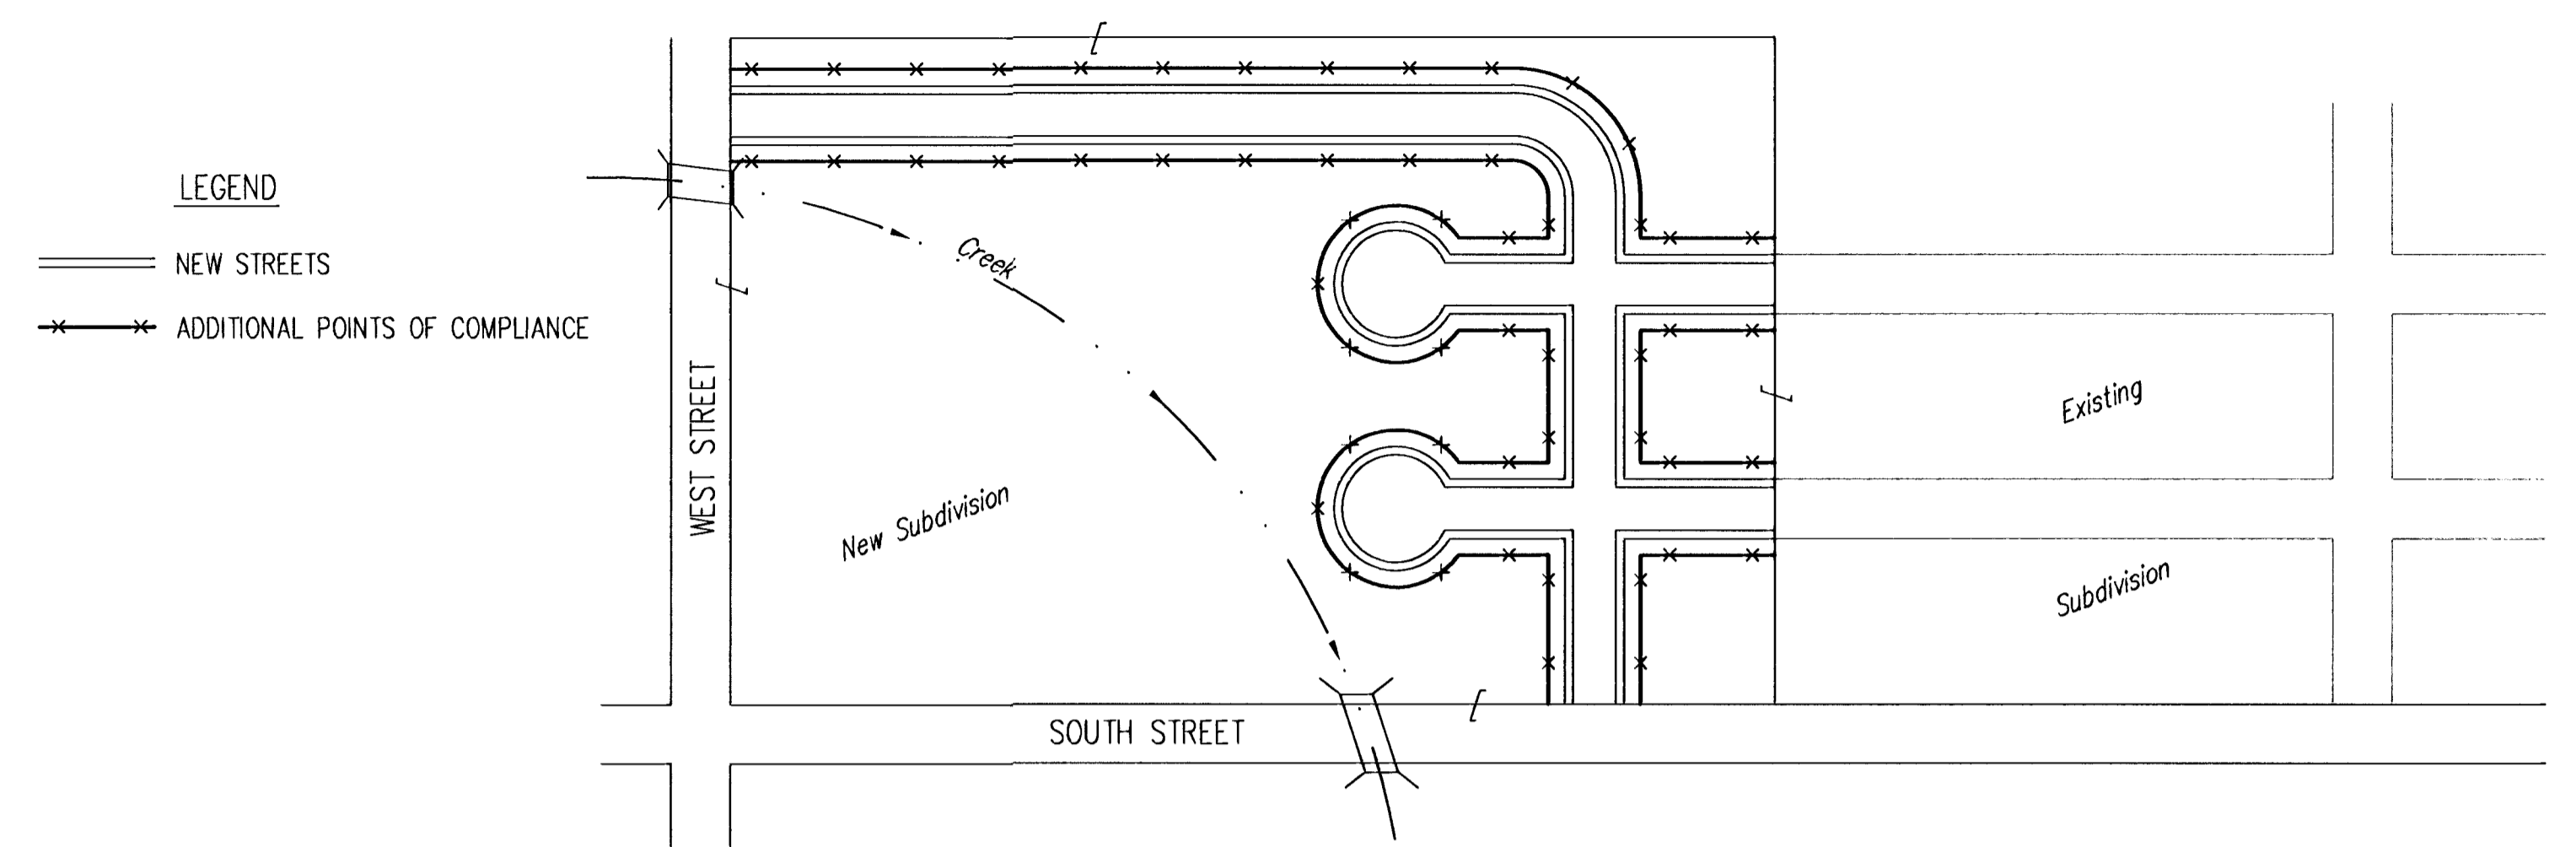 LEGEND
NEW STREETS
ADDITIONAL POINTS OF COMPLIANCE
WEST STREET
Creek
New Subdivision
SOUTH STREET
Existing
Subdivision